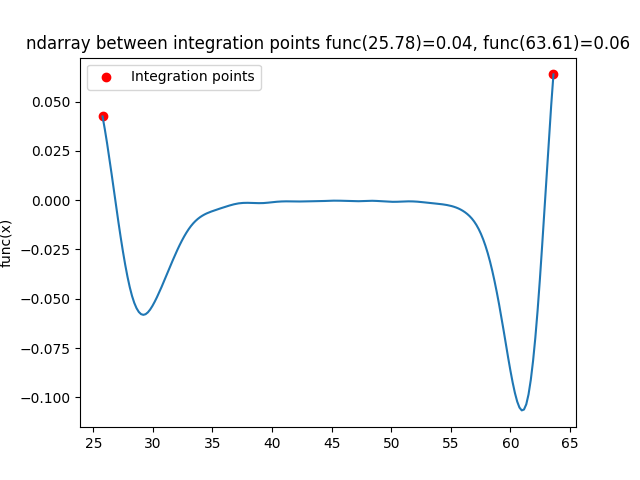 ndarray between integration points func(25.78)=0.04, func(63.61)=0.06
Integration points
func(x)
0.050
0.025
0.000
−0.025
−0.050
−0.075
−0.100
25 30 35 40 45 50 55 60 65